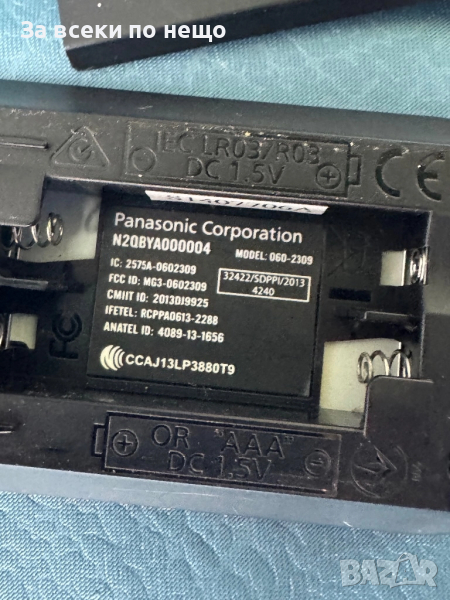 За всеки по нещо
IEC LR03/R03
DC 1.5V
CE
Panasonic Corporation
N2QBYA000004
MODEL: 060-2309
IC: 2575A-0602309
FCC ID: MG3-0602309
32422/SDPPI/2013
4240
CMIIT ID: 2013DJ9925
IFETEL: RCPPA0613-2288
ANATEL ID: 4089-13-1656
CCAJ13LP3880T9
FC
OR "AAA"
DC 1.5V
BAZAR